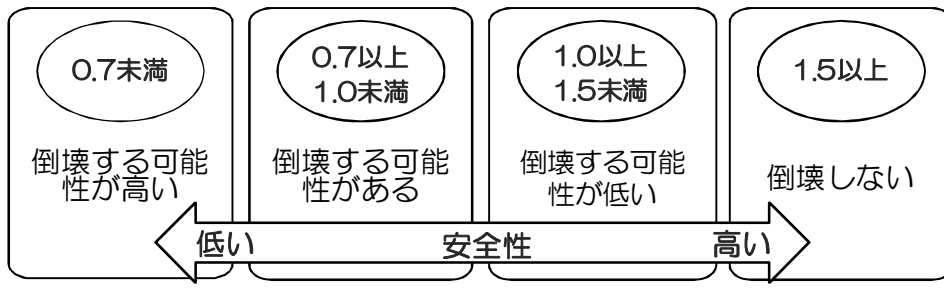 0.7未満
0.7以上
1.0未満
1.0以上
1.5未満
1.5以上
倒壊する可能
性が高い
倒壊する可能
性がある
倒壊する可能
性が低い
倒壊しない
低い
安全性
高い